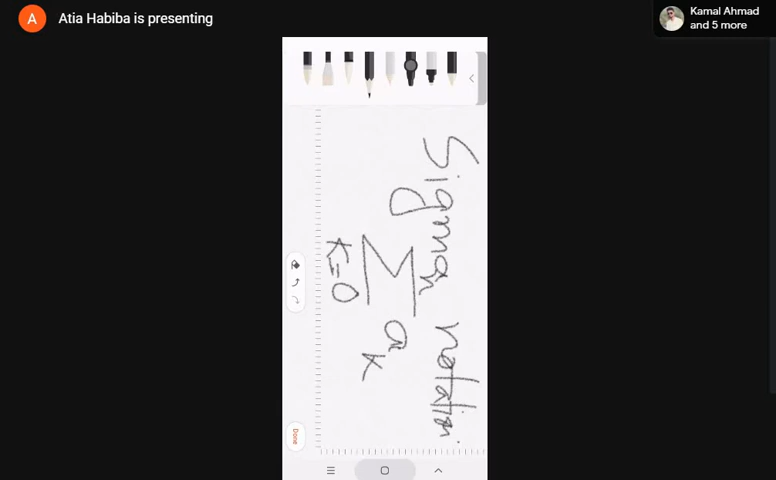 A
Atia Habiba is presenting
Kamal Ahmad
and 5 more
Sigma notation
∑ aₖ
K=0
Done